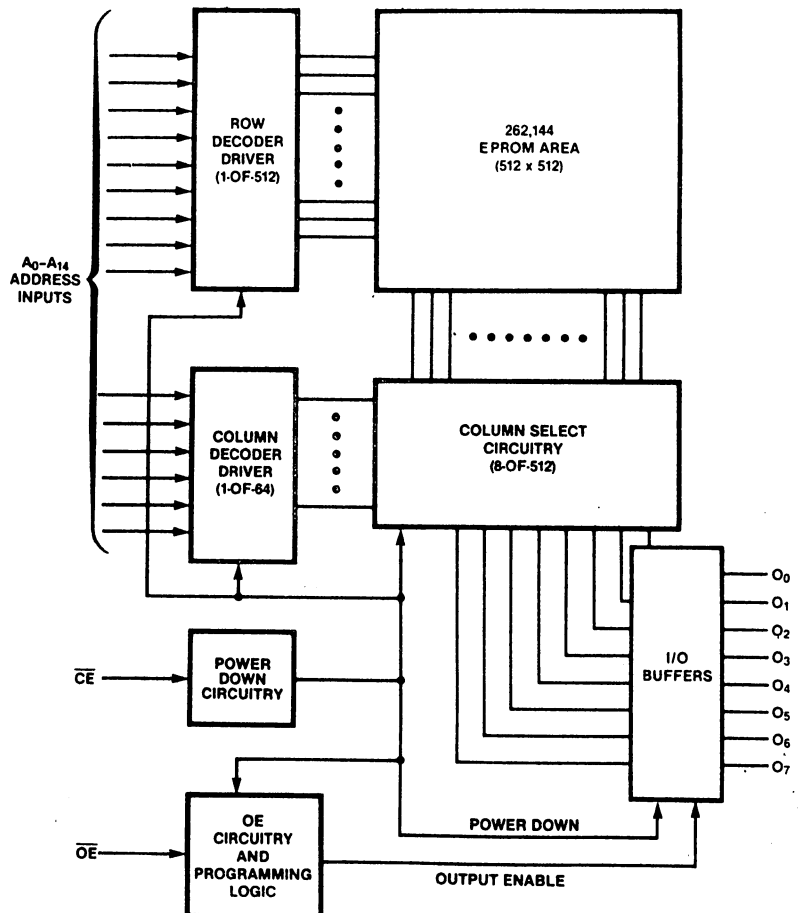 ROW
DECODER
DRIVER
(1-OF-512)
262,144
EPROM AREA
(512 x 512)
A₀–A₁₄
ADDRESS
INPUTS
COLUMN
DECODER
DRIVER
(1-OF-64)
COLUMN SELECT
CIRCUITRY
(8-OF-512)
I/O
BUFFERS
O₀
O₁
O₂
O₃
O₄
O₅
O₆
O₇
C̅E̅
POWER
DOWN
CIRCUITRY
POWER DOWN
O̅E̅
OE
CIRCUITRY
AND
PROGRAMMING
LOGIC
OUTPUT ENABLE